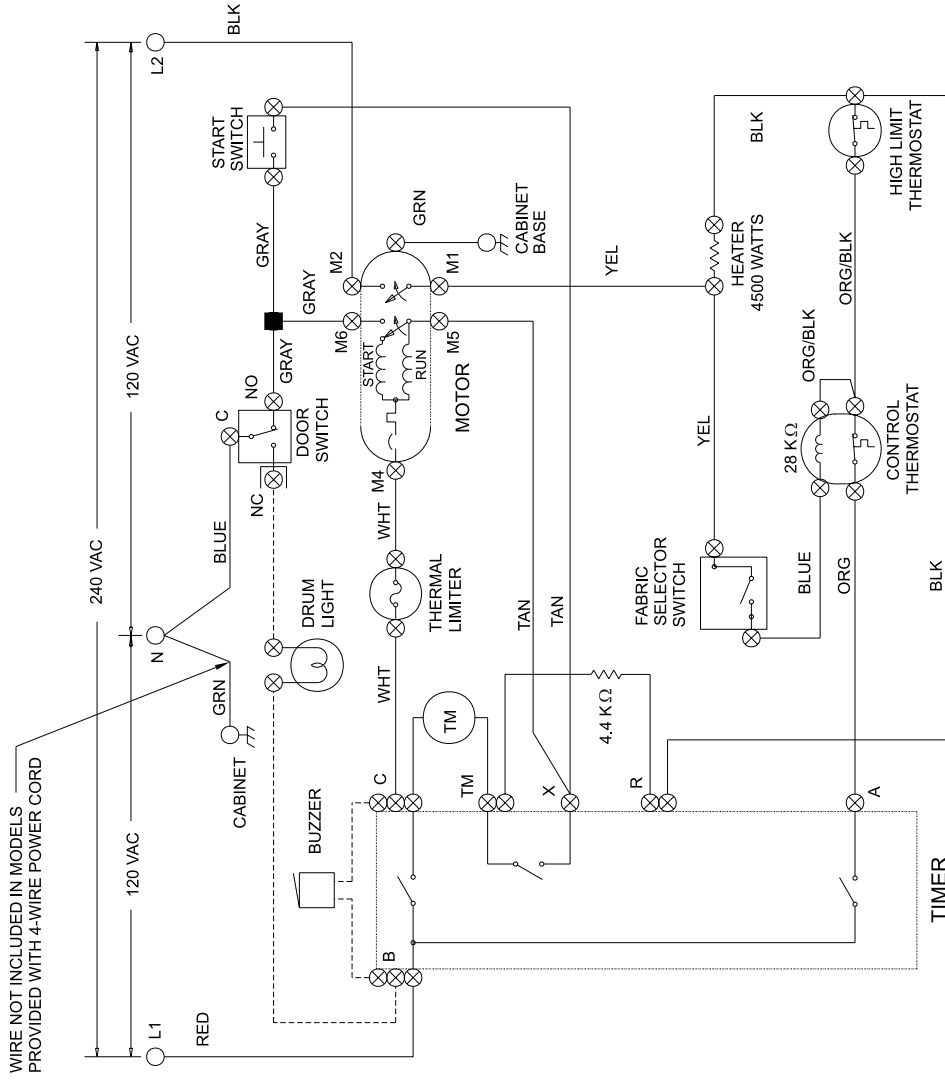 WIRE NOT INCLUDED IN MODELS
PROVIDED WITH 4-WIRE POWER CORD
240 VAC
120 VAC
120 VAC
L1
RED
N
GRN
BLUE
L2
BLK
CABINET
BUZZER
DRUM
LIGHT
NC
C
NO
DOOR
SWITCH
GRAY
GRAY
GRAY
START
SWITCH
M6
M2
M4
START
RUN
M5
M1
MOTOR
GRN
CABINET
BASE
WHT
THERMAL
LIMITER
WHT
B
C
TM
TM
X
R
A
TIMER
TAN
TAN
4.4 KΩ
YEL
YEL
HEATER
4500 WATTS
BLK
FABRIC
SELECTOR
SWITCH
BLUE
28 KΩ
ORG/BLK
ORG
CONTROL
THERMOSTAT
ORG/BLK
HIGH LIMIT
THERMOSTAT
BLK